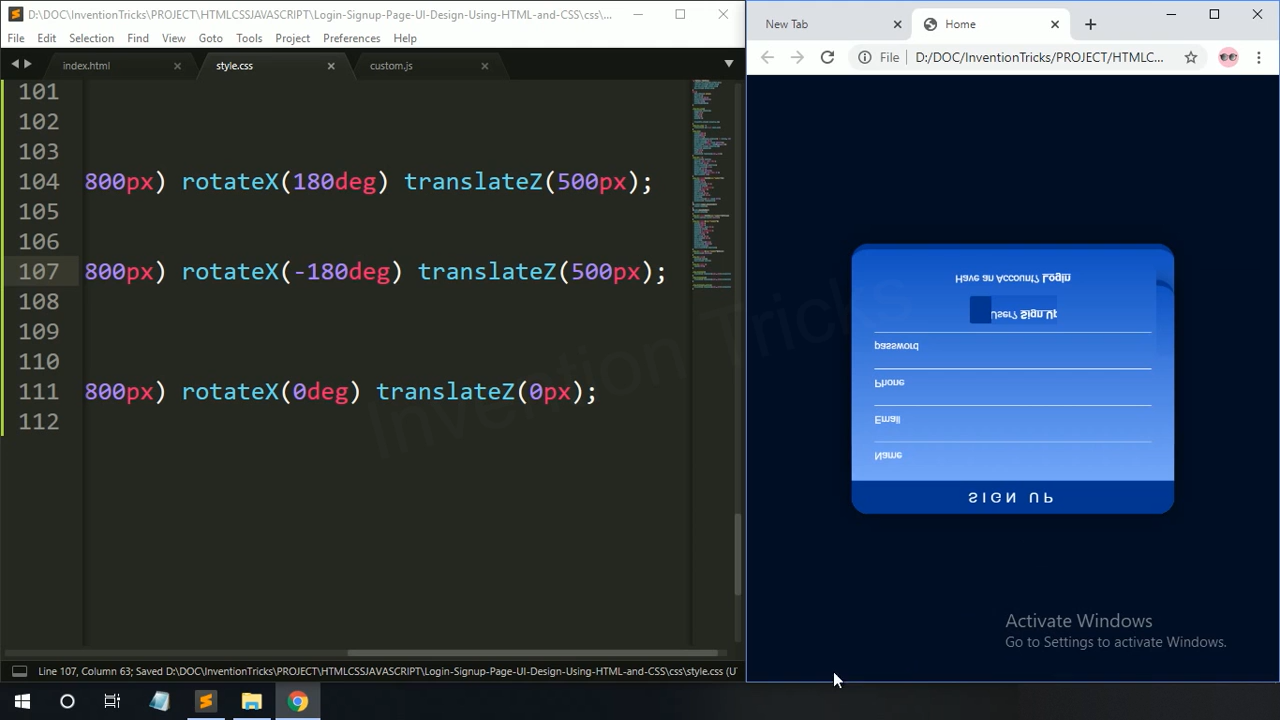 D:\DOC\InventionTricks\PROJECT\HTMLCSSJAVASCRIPT\Login-Signup-Page-UI-Design-Using-HTML-and-CSS\css\...
File Edit Selection Find View Goto Tools Project Preferences Help
index.html style.css custom.js
101
102
103
104 800px) rotateX(180deg) translateZ(500px);
105
106
107 800px) rotateX(-180deg) translateZ(500px);
108
109
110
111 800px) rotateX(0deg) translateZ(0px);
112
Invention Tricks
Line 107, Column 63; Saved D:\DOC\InventionTricks\PROJECT\HTMLCSSJAVASCRIPT\Login-Signup-Page-UI-Design-Using-HTML-and-CSS\css\style.css (U
New Tab Home
File D:/DOC/InventionTricks/PROJECT/HTMLC...
Have an Account? Login
User? Sign Up
password
Phone
Email
Name
SIGN UP
Activate Windows
Go to Settings to activate Windows.